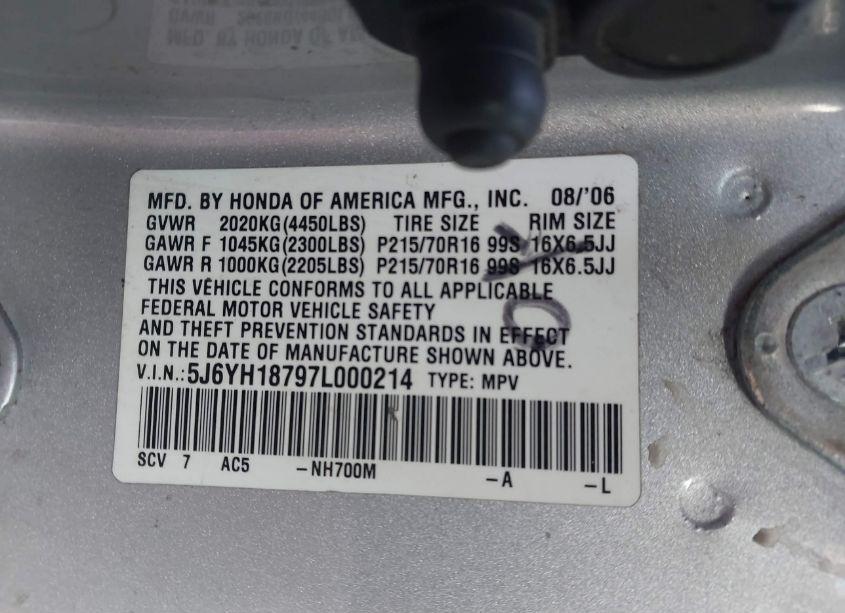 MFD. BY HONDA OF AMERICA MFG., INC. 08/'06
GVWR 2020KG(4450LBS) TIRE SIZE RIM SIZE
GAWR F 1045KG(2300LBS) P215/70R16 99S 16X6.5JJ
GAWR R 1000KG(2205LBS) P215/70R16 99S 16X6.5JJ
THIS VEHICLE CONFORMS TO ALL APPLICABLE
FEDERAL MOTOR VEHICLE SAFETY
AND THEFT PREVENTION STANDARDS IN EFFECT
ON THE DATE OF MANUFACTURE SHOWN ABOVE.
V.I.N.: 5J6YH18797L000214 TYPE: MPV
SCV 7 AC5 -NH700M -A -L
OK